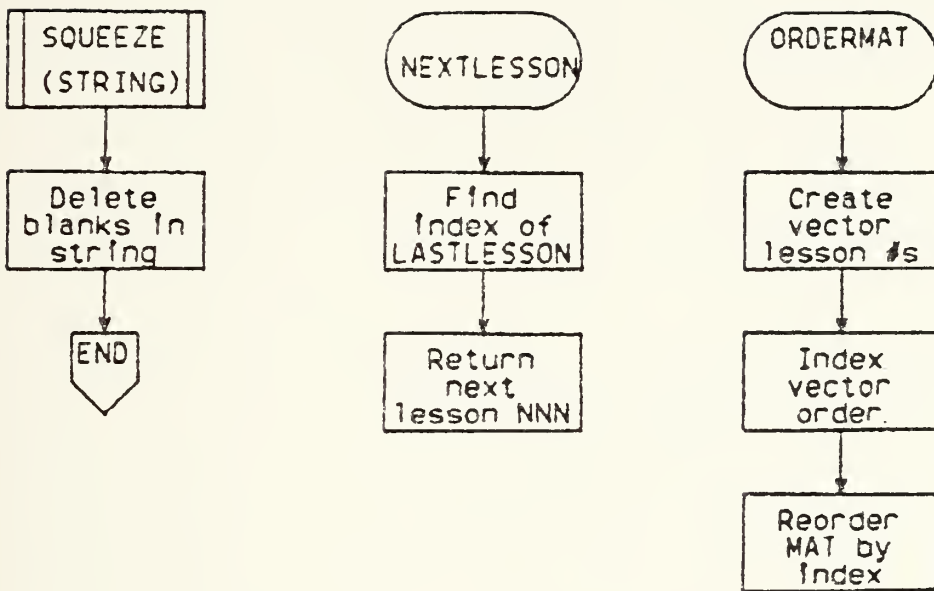 SQUEEZE
(STRING)
Delete
blanks in
string
END
NEXTLESSON
Find
index of
LASTLESSON
Return
next
lesson NNN
ORDERMAT
Create
vector
lesson #s
Index
vector
order.
Reorder
MAT by
index